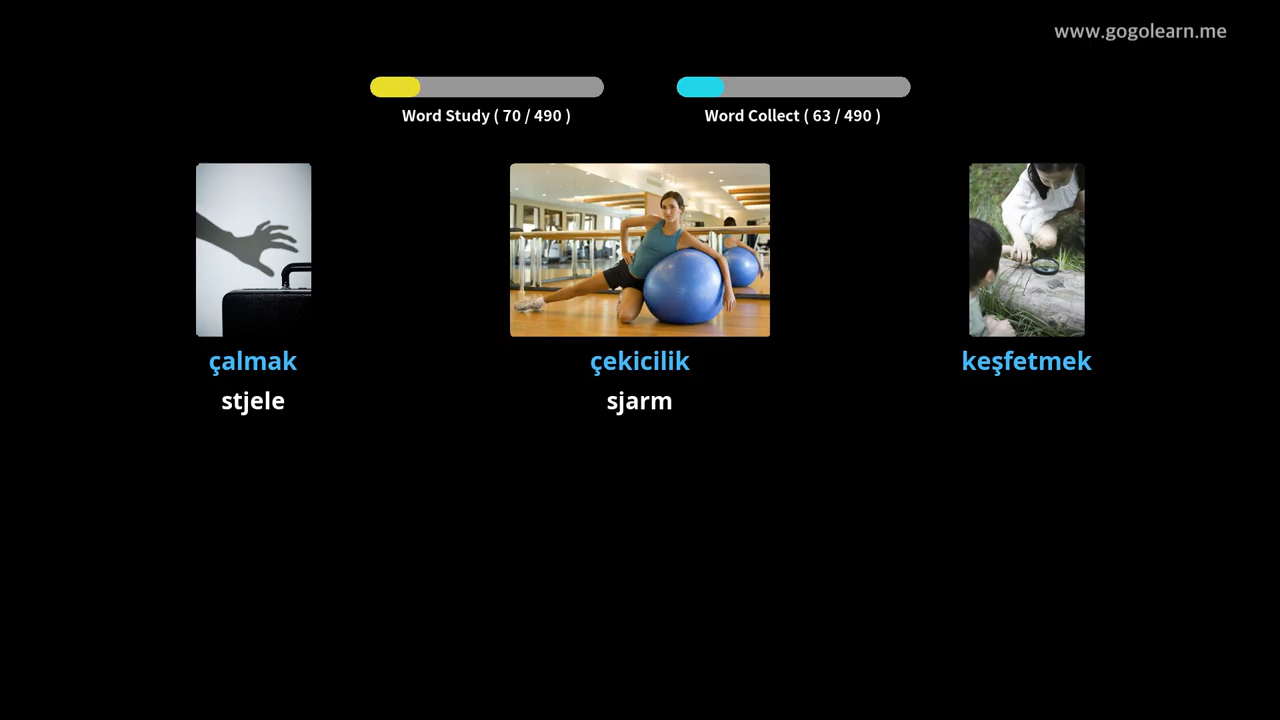 www.gogolearn.me
Word Study ( 70 / 490 )
Word Collect ( 63 / 490 )
çalmak
çekicilik
keşfetmek
stjele
sjarm